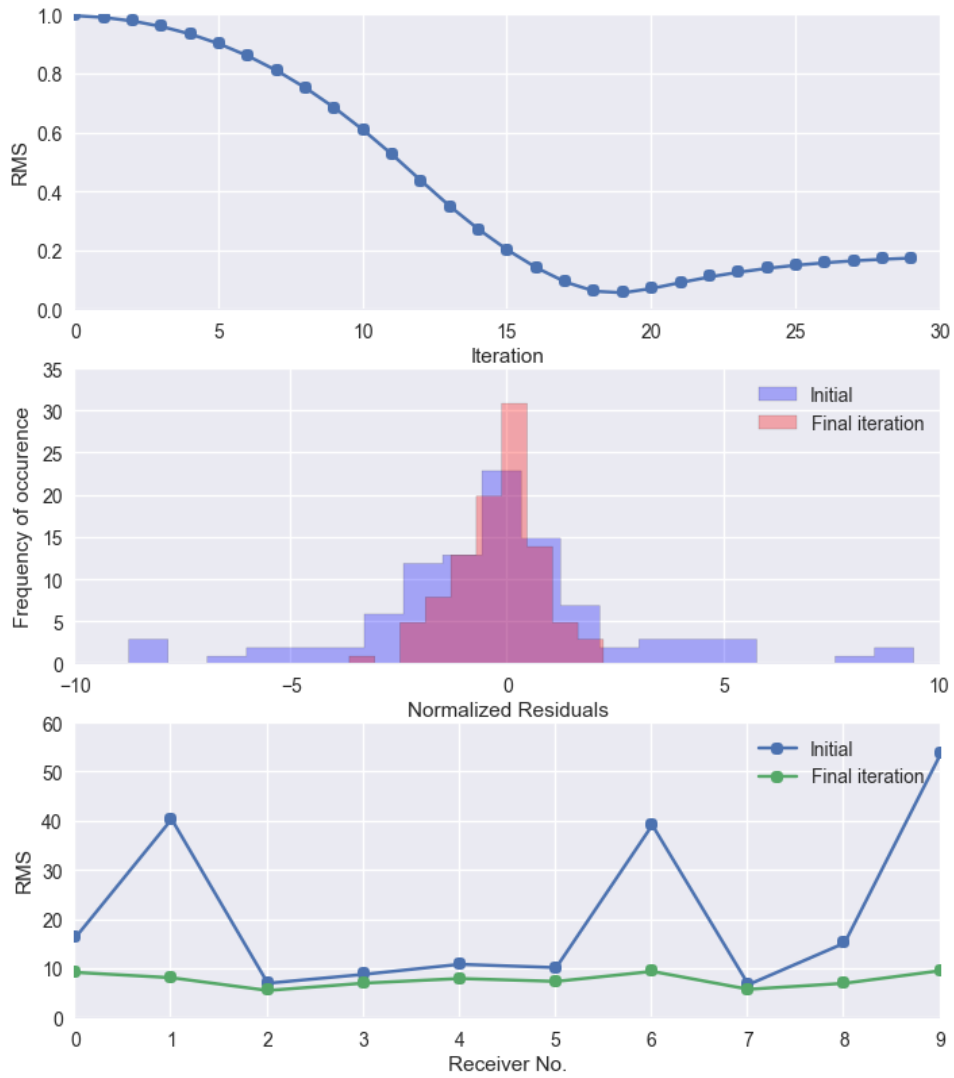 1.0
0.8
0.6
0.4
0.2
0.0
RMS
0 5 10 15 20 25 30
Iteration
35
30
25
20
15
10
5
0
Frequency of occurence
Initial
Final iteration
−10 −5 0 5 10
Normalized Residuals
60
50
40
30
20
10
0
RMS
Initial
Final iteration
0 1 2 3 4 5 6 7 8 9
Receiver No.